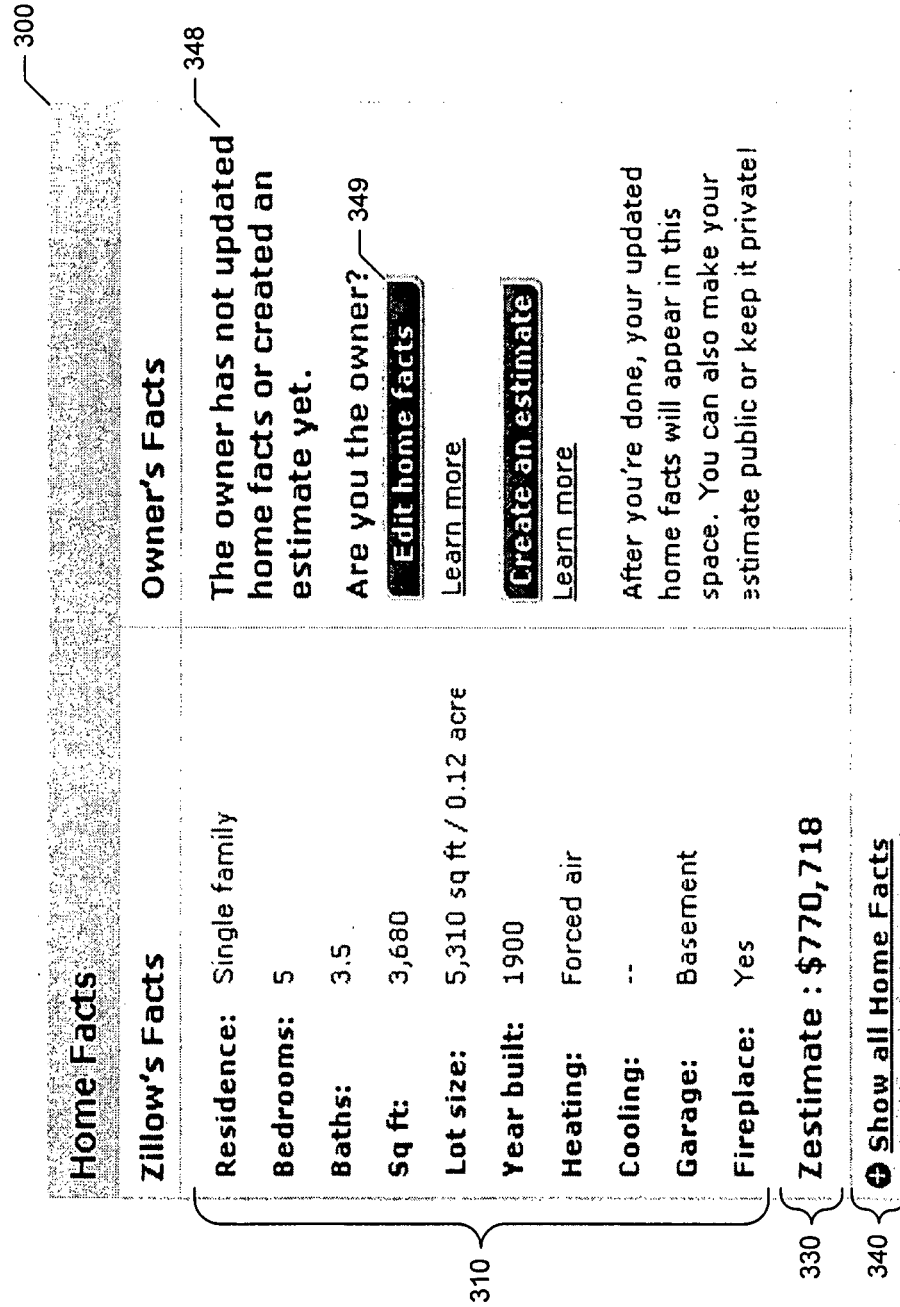 300
Home Facts
Zillow's Facts
Owner's Facts
Residence: Single family
Bedrooms: 5
Baths: 3.5
Sq ft: 3,680
Lot size: 5,310 sq ft / 0.12 acre
Year built: 1900
Heating: Forced air
Cooling: --
Garage: Basement
Fireplace: Yes
310
The owner has not updated
home facts or created an
estimate yet.
348
Are you the owner?
349
Edit home facts
Learn more
Create an estimate
Learn more
After you're done, your updated
home facts will appear in this
space. You can also make your
estimate public or keep it private!
330
Zestimate : $770,718
340
Show all Home Facts